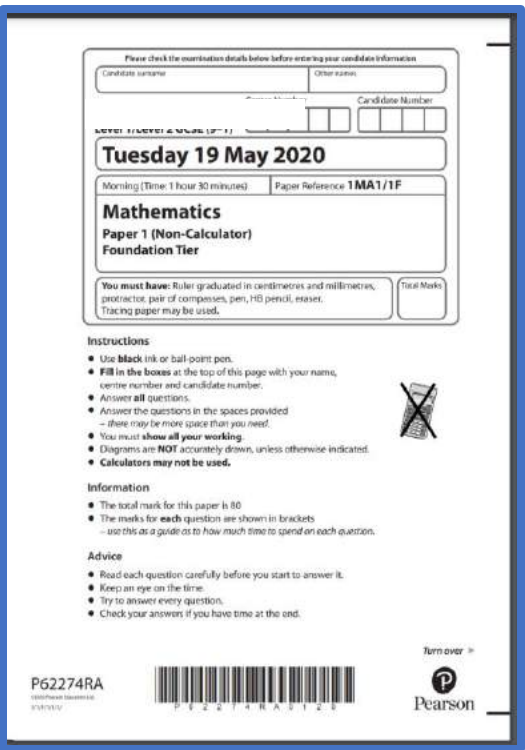 Please check the examination details below before entering your candidate information
Candidate surname
Other names
Candidate Number
Level 1/Level 2 GCSE (9–1)
Tuesday 19 May 2020
Morning (Time: 1 hour 30 minutes)
Paper Reference 1MA1/1F
Mathematics
Paper 1 (Non-Calculator)
Foundation Tier
You must have: Ruler graduated in centimetres and millimetres,
protractor, pair of compasses, pen, HB pencil, eraser.
Tracing paper may be used.
Total Marks
Instructions
● Use black ink or ball-point pen.
● Fill in the boxes at the top of this page with your name,
centre number and candidate number.
● Answer all questions.
● Answer the questions in the spaces provided
– there may be more space than you need.
● You must show all your working.
● Diagrams are NOT accurately drawn, unless otherwise indicated.
● Calculators may not be used.
Information
● The total mark for this paper is 80
● The marks for each question are shown in brackets
– use this as a guide as to how much time to spend on each question.
Advice
● Read each question carefully before you start to answer it.
● Keep an eye on the time.
● Try to answer every question.
● Check your answers if you have time at the end.
Turn over
P62274RA
P62274RA0120
Pearson